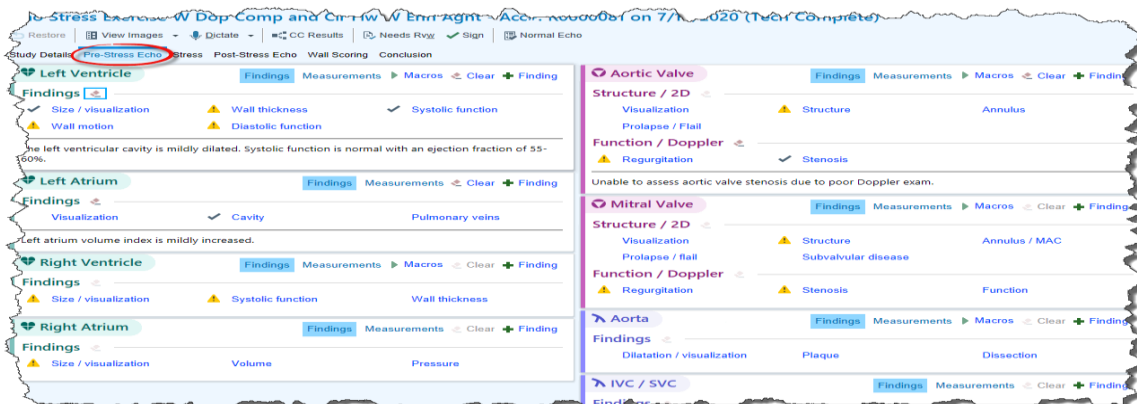 Stress Exercise W Dop Comp and Cn Hw W Enh Agnt - Accn: on 7/ /2020 (Tech Complete)
Restore View Images Dictate CC Results Needs Rvw Sign Normal Echo
Study Details Pre-Stress Echo Stress Post-Stress Echo Wall Scoring Conclusion
Left Ventricle Findings Measurements Macros Clear Finding
Findings
Size / visualization Wall thickness Systolic function
Wall motion Diastolic function
The left ventricular cavity is mildly dilated. Systolic function is normal with an ejection fraction of 55-
60%.
Left Atrium Findings Measurements Clear Finding
Findings
Visualization Cavity Pulmonary veins
Left atrium volume index is mildly increased.
Right Ventricle Findings Measurements Macros Clear Finding
Findings
Size / visualization Systolic function Wall thickness
Right Atrium Findings Measurements Clear Finding
Findings
Size / visualization Volume Pressure
Aortic Valve Findings Measurements Macros Clear Finding
Structure / 2D
Visualization Structure Annulus
Prolapse / Flail
Function / Doppler
Regurgitation Stenosis
Unable to assess aortic valve stenosis due to poor Doppler exam.
Mitral Valve Findings Measurements Macros Clear Finding
Structure / 2D
Visualization Structure Annulus / MAC
Prolapse / flail Subvalvular disease
Function / Doppler
Regurgitation Stenosis Function
Aorta Findings Measurements Macros Clear Finding
Findings
Dilatation / visualization Plaque Dissection
IVC / SVC Findings Measurements Clear Finding
Findings